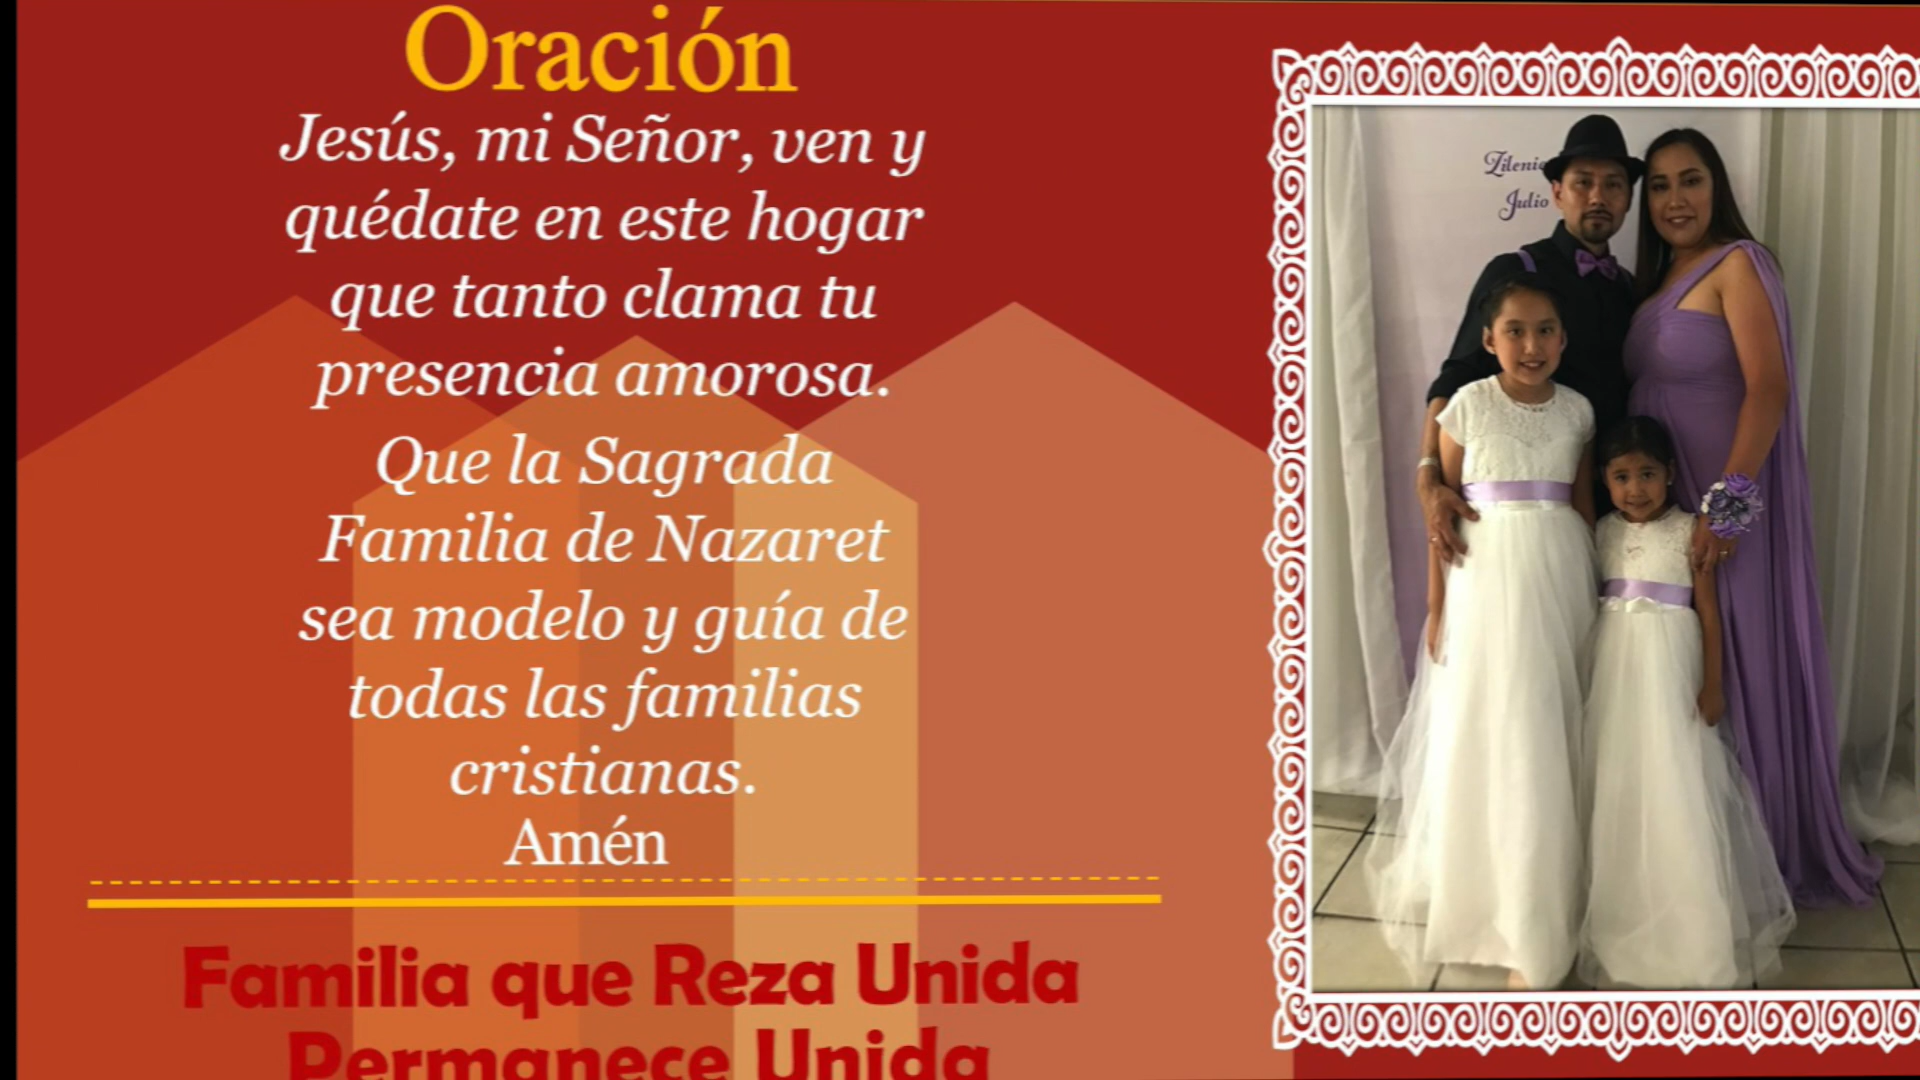 Oración
Jesús, mi Señor, ven y
quédate en este hogar
que tanto clama tu
presencia amorosa.
Que la Sagrada
Familia de Nazaret
sea modelo y guía de
todas las familias
cristianas.
Amén
Familia que Reza Unida
Permanece Unida
Julio